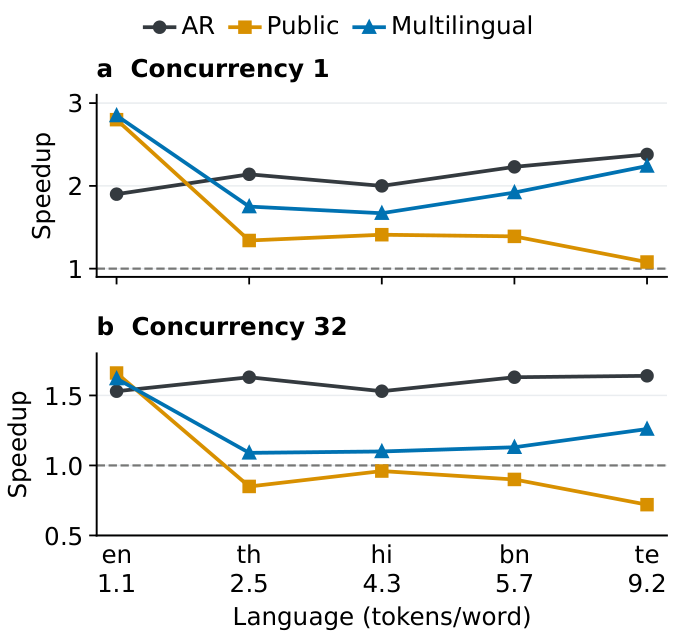 AR Public Multilingual
a Concurrency 1
3
2
1
Speedup
b Concurrency 32
1.5
1.0
0.5
Speedup
en th hi bn te
1.1 2.5 4.3 5.7 9.2
Language (tokens/word)